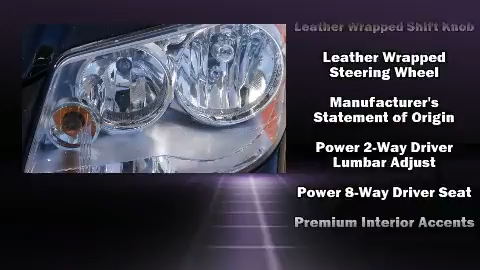 Leather Wrapped Shift Knob
Leather Wrapped
Steering Wheel
Manufacturer's
Statement of Origin
Power 2-Way Driver
Lumbar Adjust
Power 8-Way Driver Seat
Premium Interior Accents